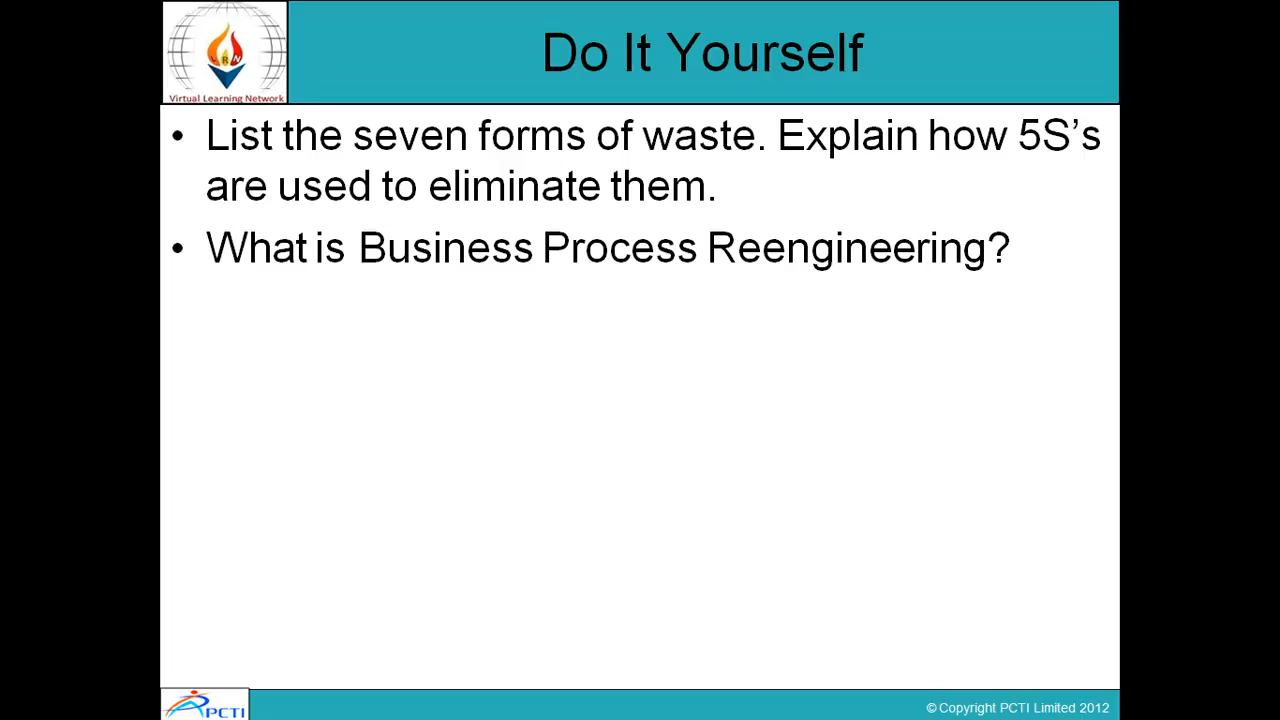 Do It Yourself
Virtual Learning Network
• List the seven forms of waste. Explain how 5S's
are used to eliminate them.
• What is Business Process Reengineering?
PCTI
© Copyright PCTI Limited 2012